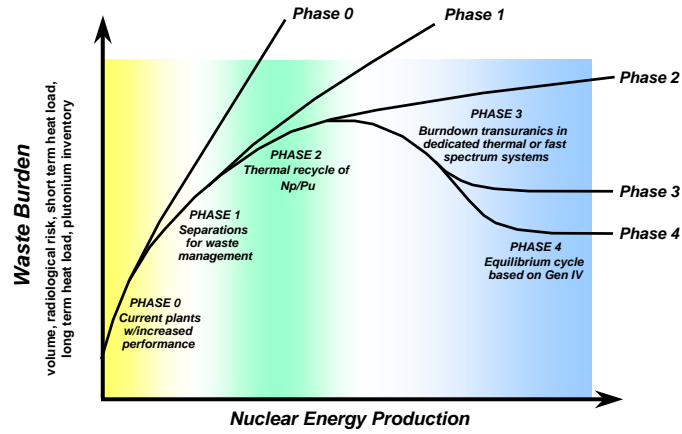 Phase 0
Phase 1
Phase 2
PHASE 3
Burndown transuranics in
dedicated thermal or fast
spectrum systems
PHASE 2
Thermal recycle of
Np/Pu
Phase 3
PHASE 1
Separations
for waste
management
Phase 4
PHASE 4
Equilibrium cycle
based on Gen IV
PHASE 0
Current plants
w/increased
performance
Waste Burden
volume, radiological risk, short term heat load,
long term heat load, plutonium inventory
Nuclear Energy Production